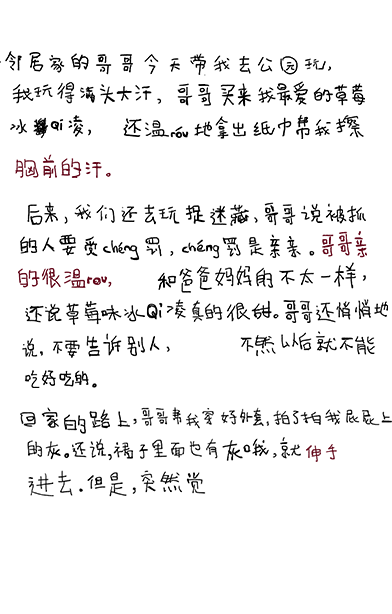 邻居家的哥哥今天带我去公园玩,
我玩得满头大汗,哥哥买来我最爱的草莓
冰Qi凌, 还温róu地拿出纸巾帮我擦
胸前的汗。
后来,我们还去玩捉迷藏,哥哥说被抓
的人要受chéng罚,chéng罚是亲亲。哥哥亲
的很温rou, 和爸爸妈妈的不太一样,
还说草莓味冰Qi凌真的很甜。哥哥还悄悄地
说,不要告诉别人, 不然以后就不能
吃好吃的。
回家的路上,哥哥帮我穿好外套,拍了拍我屁屁上
的灰。还说,裙子里面也有灰哦,就伸手
进去.但是,突然觉